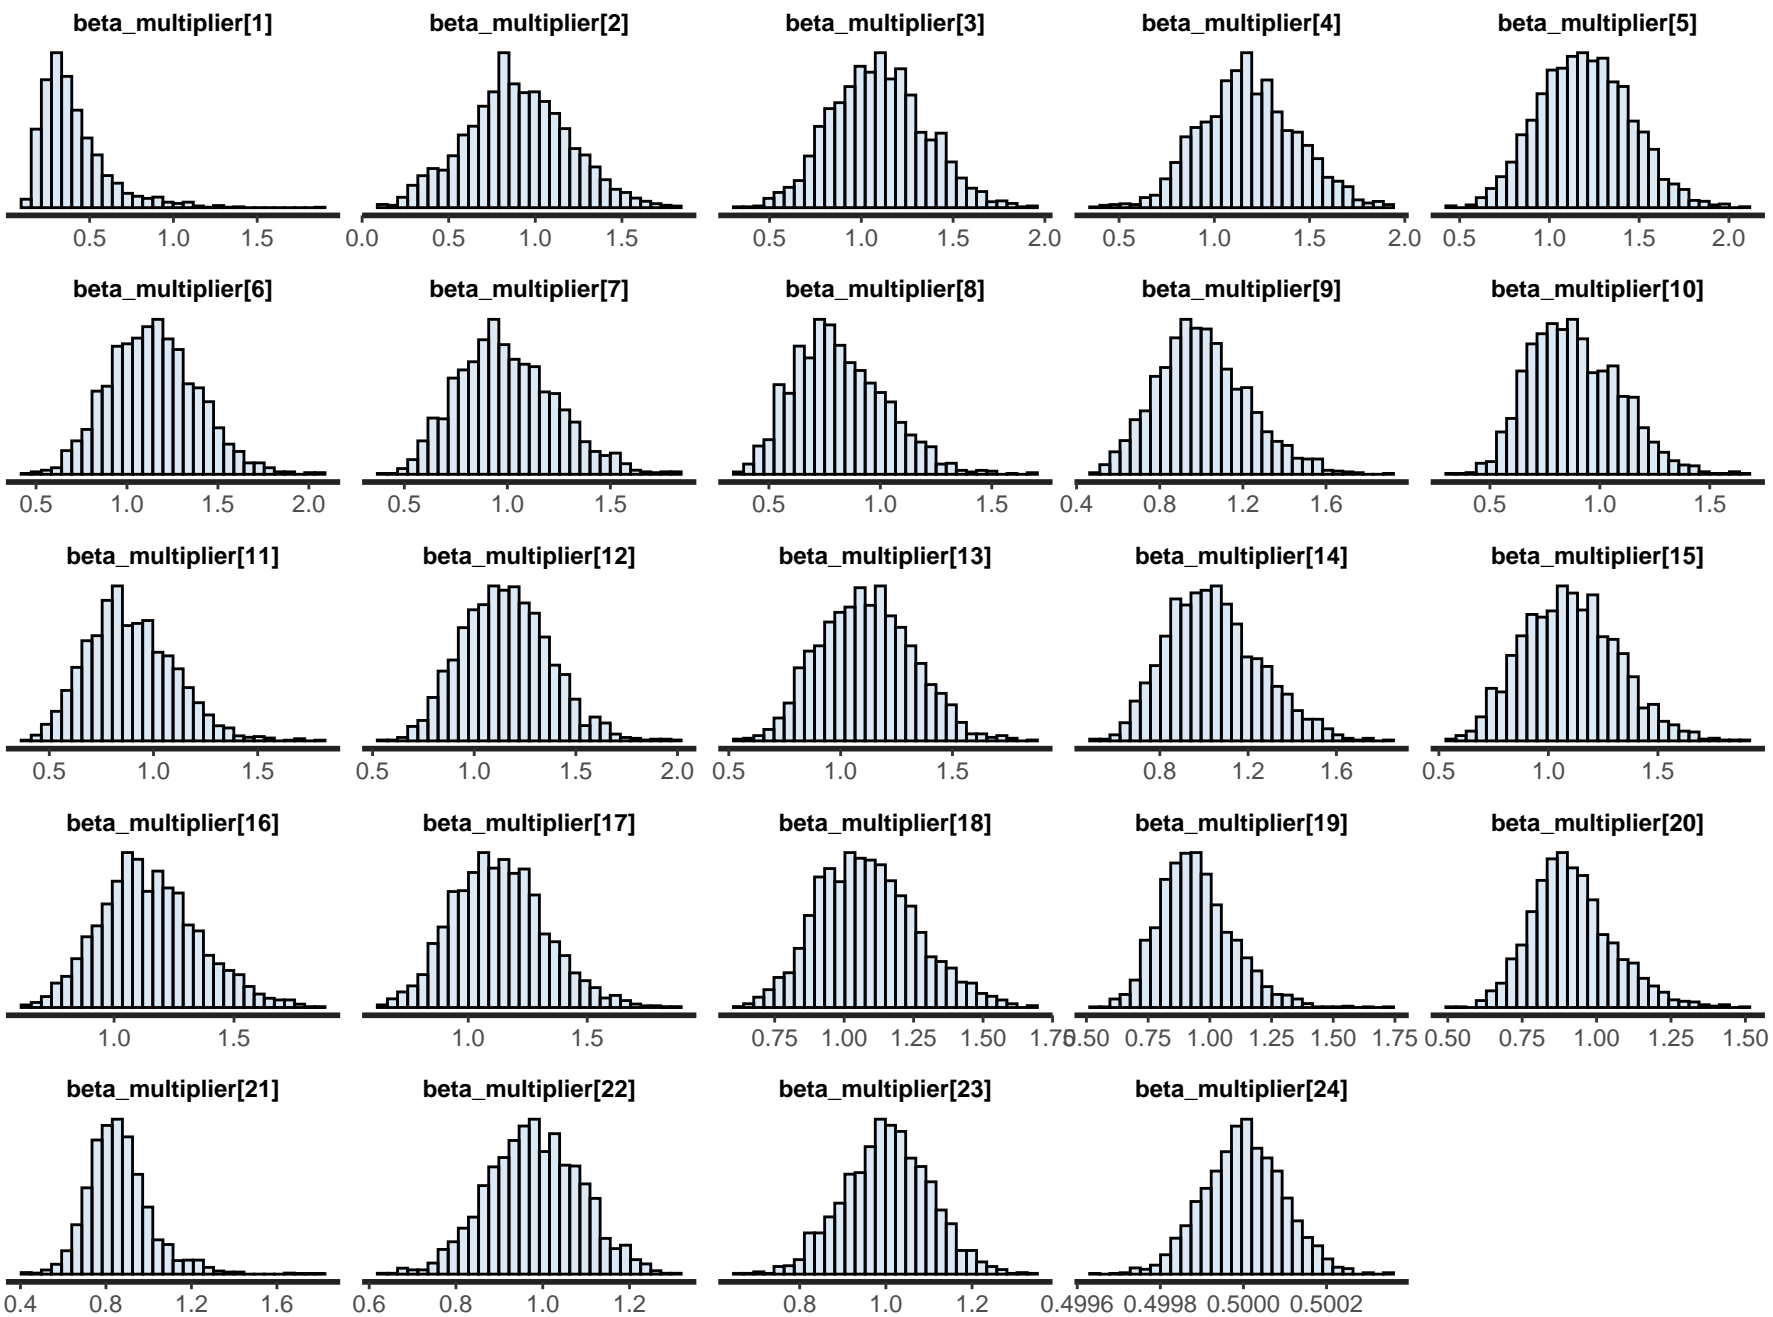 beta_multiplier[1] beta_multiplier[2] beta_multiplier[3] beta_multiplier[4] beta_multiplier[5]
0.5 1.0 1.5 0.0 0.5 1.0 1.5 0.5 1.0 1.5 2.0 0.5 1.0 1.5 2.0 0.5 1.0 1.5 2.0
beta_multiplier[6] beta_multiplier[7] beta_multiplier[8] beta_multiplier[9] beta_multiplier[10]
0.5 1.0 1.5 2.0 0.5 1.0 1.5 0.5 1.0 1.5 0.4 0.8 1.2 1.6 0.5 1.0 1.5
beta_multiplier[11] beta_multiplier[12] beta_multiplier[13] beta_multiplier[14] beta_multiplier[15]
0.5 1.0 1.5 0.5 1.0 1.5 2.0 0.5 1.0 1.5 0.8 1.2 1.6 0.5 1.0 1.5
beta_multiplier[16] beta_multiplier[17] beta_multiplier[18] beta_multiplier[19] beta_multiplier[20]
1.0 1.5 1.0 1.5 0.75 1.00 1.25 1.50 1.75 0.50 0.75 1.00 1.25 1.75 0.50 0.75 1.00 1.25 1.50
beta_multiplier[21] beta_multiplier[22] beta_multiplier[23] beta_multiplier[24]
0.4 0.8 1.2 1.6 0.6 0.8 1.0 1.2 0.8 1.0 1.2 0.4996 0.4998 0.5000 0.5002